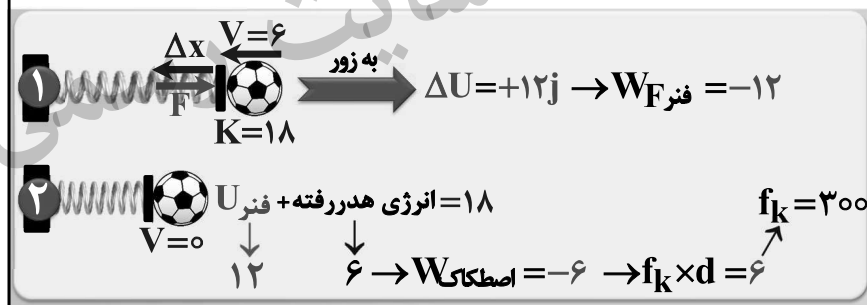 Δx V=۶
۱ F به زور ΔU=+۱۲j →W_Fفنر =−۱۲
K=۱۸
۲ U فنر + انرژی هدررفته =۱۸ f_k=۳۰۰
V=۰
۱۲ ۶ →W اصطکاک =−۶ →f_k×d =۶